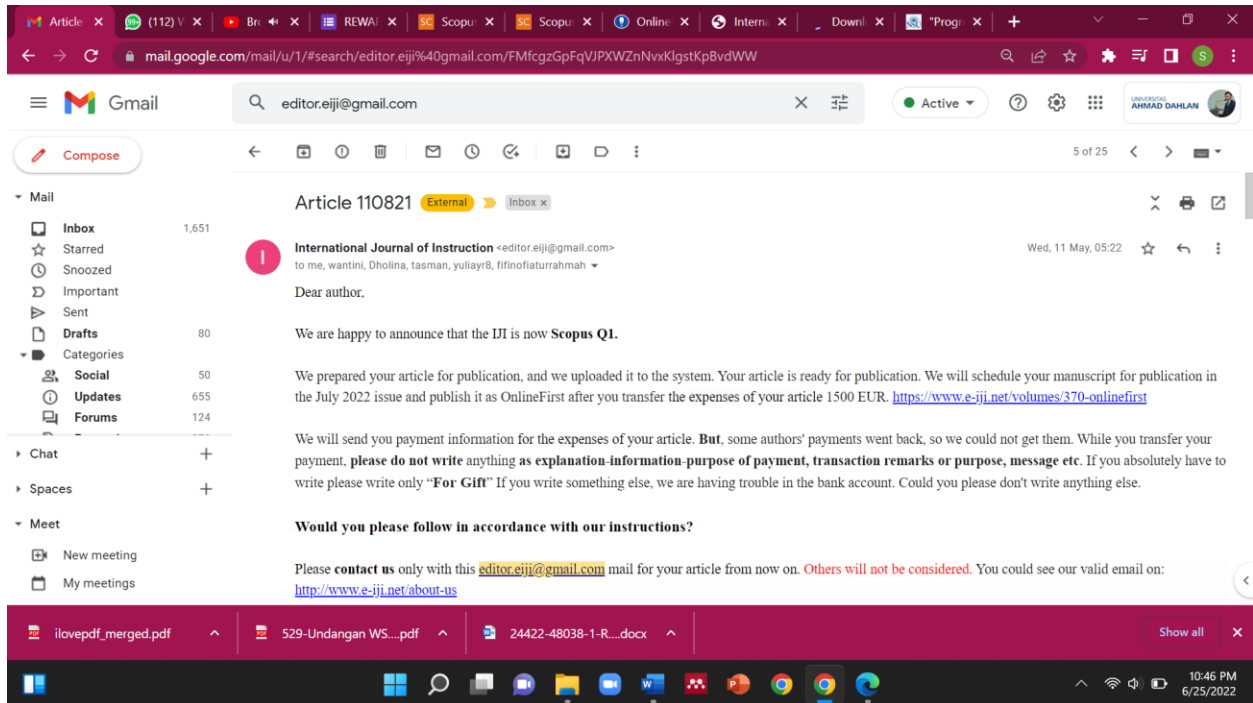 Article
(112) V
Bro
REWAI
Scopu:
Scopu:
Online
Interna
Downl
"Progr
mail.google.com/mail/u/1/#search/editor.eiji%40gmail.com/FMfcgzGpFqVJPXWZnNvxKlgstKpBvdWW
Gmail
editor.eiji@gmail.com
Active
UNIVERSITAS
AHMAD DAHLAN
Compose
5 of 25
Mail
Inbox 1,651
Starred
Snoozed
Important
Sent
Drafts 80
Categories
Social 50
Updates 655
Forums 124
Chat
Spaces
Meet
New meeting
My meetings
Article 110821 External Inbox x
International Journal of Instruction <editor.eiji@gmail.com>
Wed, 11 May, 05:22
to me, wantini, Dholina, tasman, yuliayr8, fifinofiaturrahmah
Dear author,
We are happy to announce that the IJI is now Scopus Q1.
We prepared your article for publication, and we uploaded it to the system. Your article is ready for publication. We will schedule your manuscript for publication in
the July 2022 issue and publish it as OnlineFirst after you transfer the expenses of your article 1500 EUR. https://www.e-iji.net/volumes/370-onlinefirst
We will send you payment information for the expenses of your article. But, some authors' payments went back, so we could not get them. While you transfer your
payment, please do not write anything as explanation-information-purpose of payment, transaction remarks or purpose, message etc. If you absolutely have to
write please write only “For Gift” If you write something else, we are having trouble in the bank account. Could you please don't write anything else.
Would you please follow in accordance with our instructions?
Please contact us only with this editor.eiji@gmail.com mail for your article from now on. Others will not be considered. You could see our valid email on:
http://www.e-iji.net/about-us
ilovepdf_merged.pdf
529-Undangan WS....pdf
24422-48038-1-R....docx
Show all
10:46 PM
6/25/2022